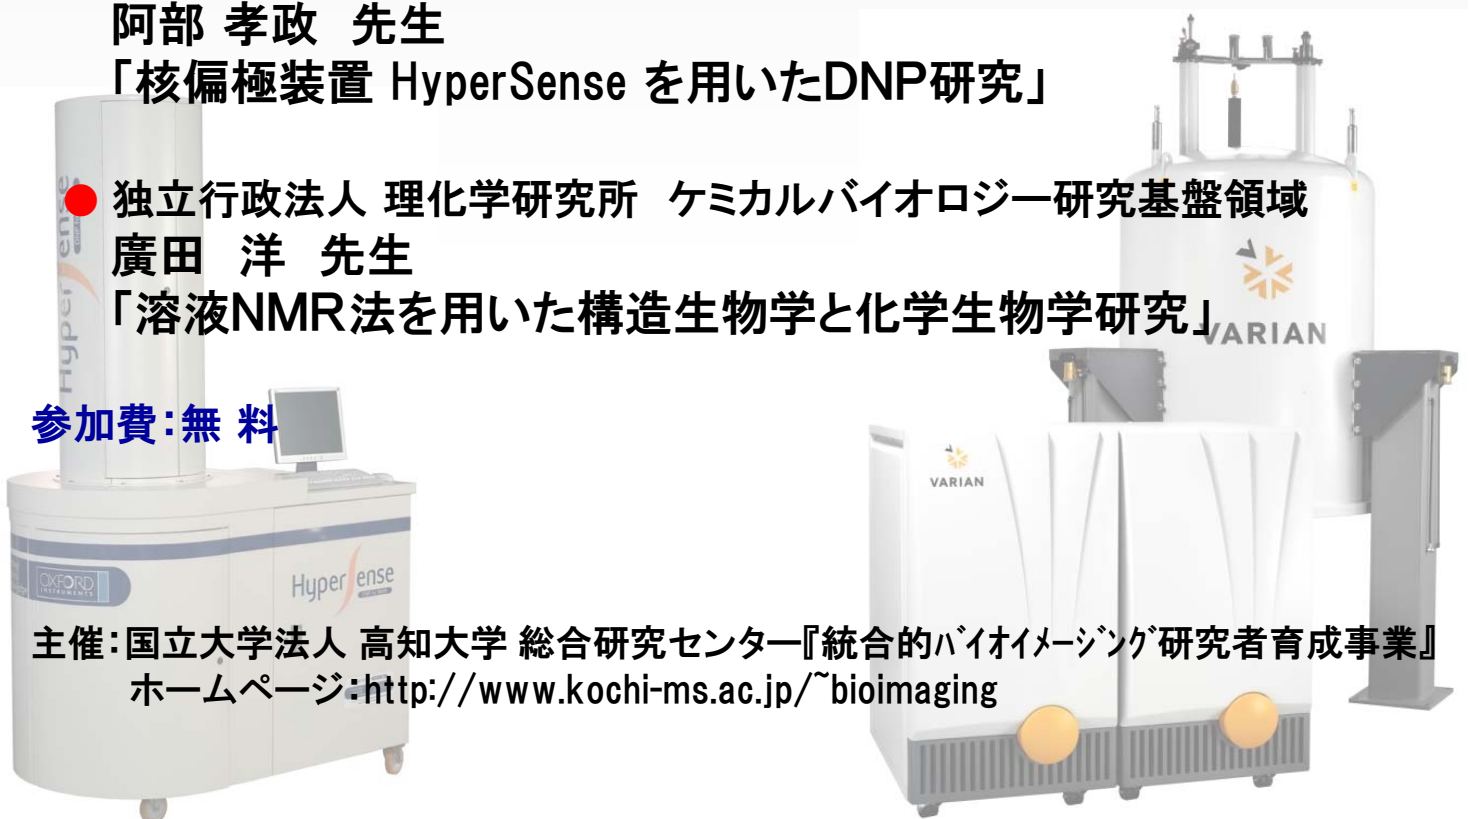 阿部 孝政 先生
「核偏極装置 HyperSense を用いたDNP研究」
● 独立行政法人 理化学研究所 ケミカルバイオロジー研究基盤領域
廣田 洋 先生
「溶液NMR法を用いた構造生物学と化学生物学研究」
HyperSense
VARIAN
参加費：無 料
VARIAN
OXFORD
INSTRUMENTS
HyperSense
主催：国立大学法人 高知大学 総合研究センター『統合的ﾊﾞｲｵｲﾒｰｼﾞﾝｸﾞ研究者育成事業』
ホームページ：http://www.kochi-ms.ac.jp/~bioimaging